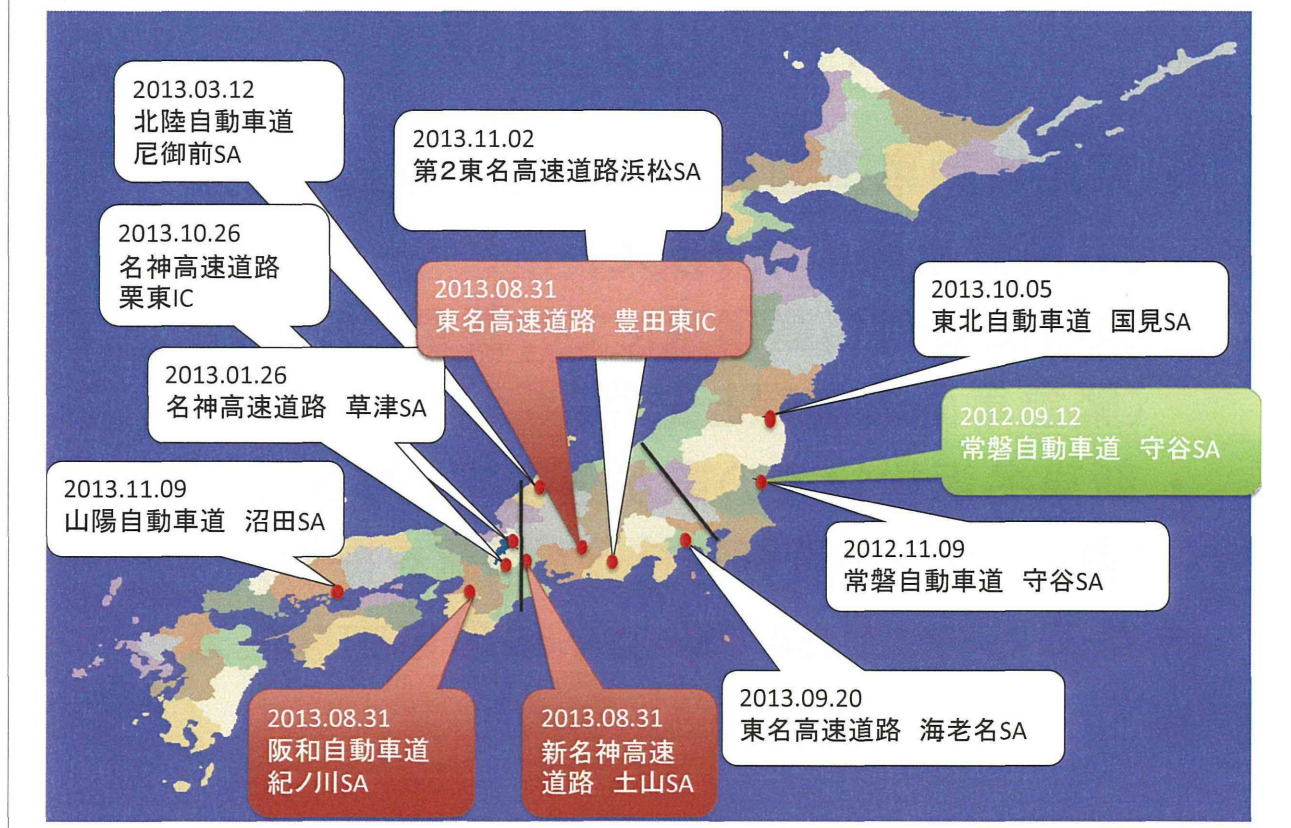 2013.03.12
北陸自動車道
尼御前SA
2013.11.02
第2東名高速道路浜松SA
2013.10.26
名神高速道路
栗東IC
2013.08.31
東名高速道路 豊田東IC
2013.10.05
東北自動車道 国見SA
2013.01.26
名神高速道路 草津SA
2012.09.12
常磐自動車道 守谷SA
2013.11.09
山陽自動車道 沼田SA
2012.11.09
常磐自動車道 守谷SA
2013.08.31
阪和自動車道
紀ノ川SA
2013.08.31
新名神高速
道路 土山SA
2013.09.20
東名高速道路 海老名SA